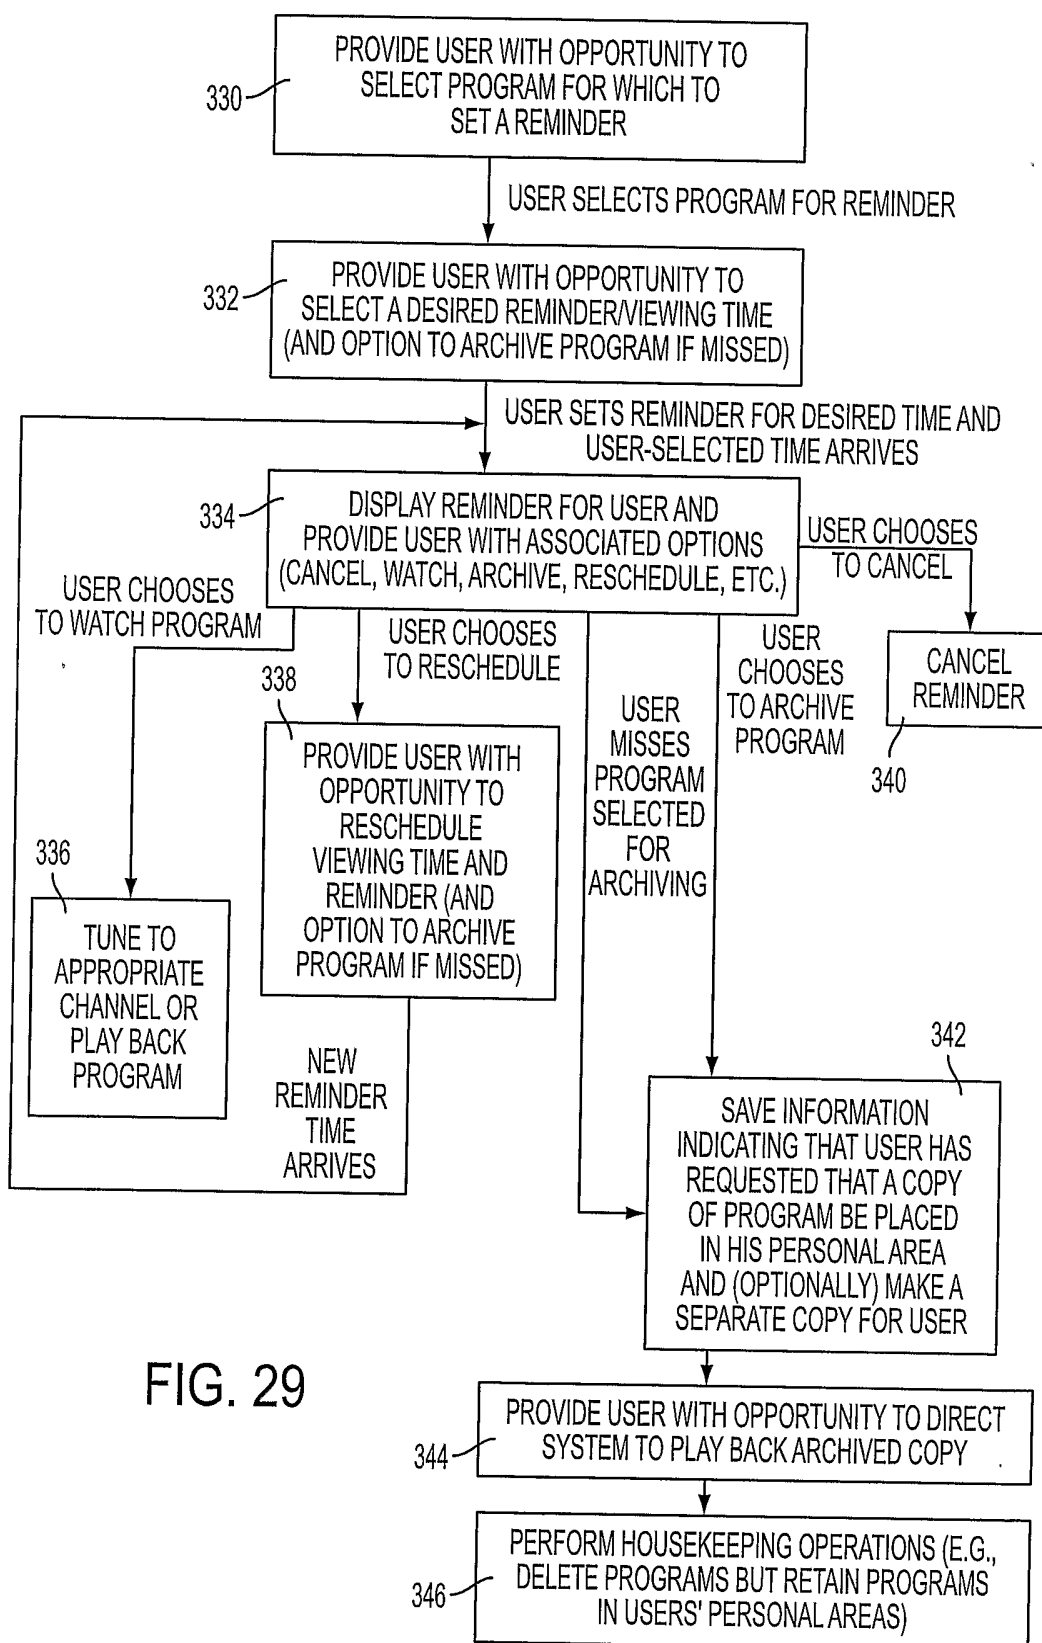 PROVIDE USER WITH OPPORTUNITY TO
SELECT PROGRAM FOR WHICH TO
SET A REMINDER
330
USER SELECTS PROGRAM FOR REMINDER
PROVIDE USER WITH OPPORTUNITY TO
SELECT A DESIRED REMINDER/VIEWING TIME
(AND OPTION TO ARCHIVE PROGRAM IF MISSED)
332
USER SETS REMINDER FOR DESIRED TIME AND
USER-SELECTED TIME ARRIVES
334
DISPLAY REMINDER FOR USER AND
PROVIDE USER WITH ASSOCIATED OPTIONS
(CANCEL, WATCH, ARCHIVE, RESCHEDULE, ETC.)
USER CHOOSES
TO CANCEL
USER CHOOSES
TO WATCH PROGRAM
USER CHOOSES
TO RESCHEDULE
USER
CHOOSES
TO ARCHIVE
PROGRAM
CANCEL
REMINDER
340
338
PROVIDE USER WITH
OPPORTUNITY TO
RESCHEDULE
VIEWING TIME AND
REMINDER (AND
OPTION TO ARCHIVE
PROGRAM IF MISSED)
USER
MISSES
PROGRAM
SELECTED
FOR
ARCHIVING
336
TUNE TO
APPROPRIATE
CHANNEL OR
PLAY BACK
PROGRAM
NEW
REMINDER
TIME
ARRIVES
342
SAVE INFORMATION
INDICATING THAT USER HAS
REQUESTED THAT A COPY
OF PROGRAM BE PLACED
IN HIS PERSONAL AREA
AND (OPTIONALLY) MAKE A
SEPARATE COPY FOR USER
FIG. 29
PROVIDE USER WITH OPPORTUNITY TO DIRECT
SYSTEM TO PLAY BACK ARCHIVED COPY
344
PERFORM HOUSEKEEPING OPERATIONS (E.G.,
DELETE PROGRAMS BUT RETAIN PROGRAMS
IN USERS' PERSONAL AREAS)
346